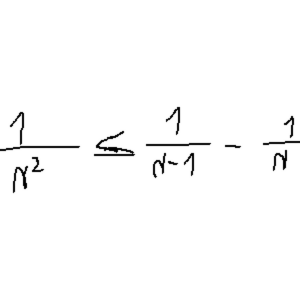 1/n² ≤ 1/(n-1) - 1/n